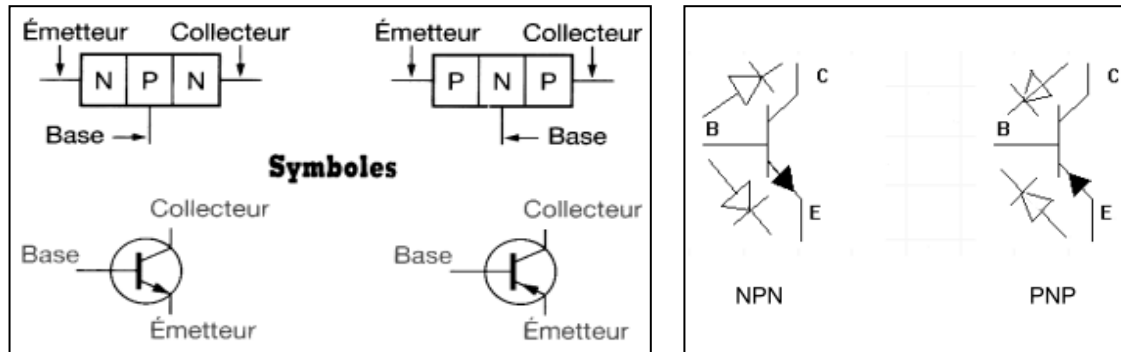 Émetteur Collecteur
N P N
Base
Émetteur Collecteur
P N P
Base
Symboles
Collecteur
Base
Émetteur
Collecteur
Base
Émetteur
C
B
E
NPN
C
B
E
PNP